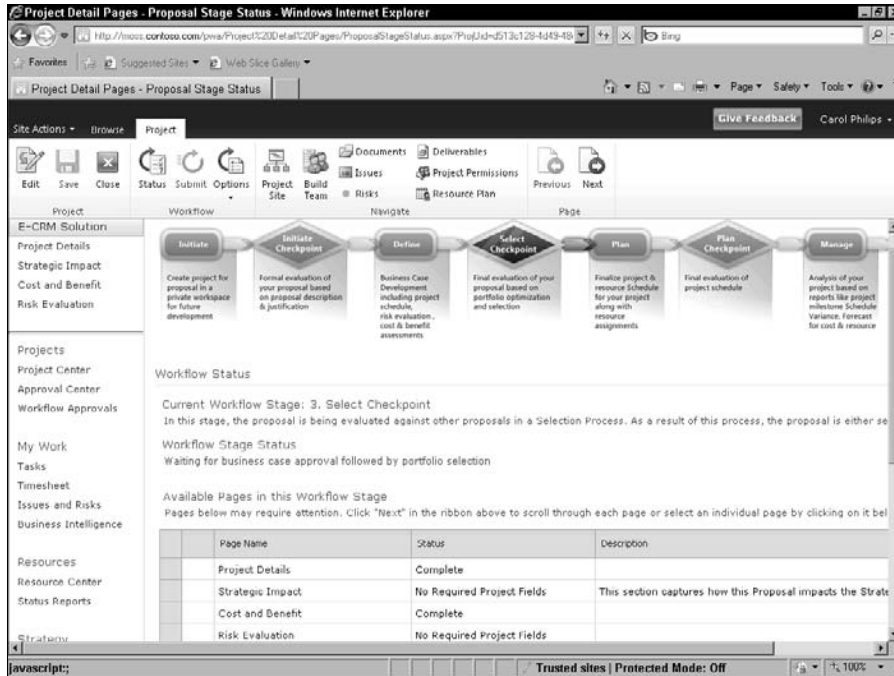 Project Detail Pages - Proposal Stage Status - Windows Internet Explorer
http://moss.contoso.com/pwa/Project%20Detail%20Pages/ProposalStageStatus.aspx?ProjUid=d513c128-4d49-48
Bing
Favorites Suggested Sites Web Slice Gallery
Project Detail Pages - Proposal Stage Status
Page Safety Tools
Give Feedback Carol Philips
Site Actions Browse Project
Edit Save Close Status Submit Options Project Site Build Team Documents Deliverables Previous Next
Issues Project Permissions
Risks Resource Plan
Project Workflow Navigate Page
E-CRM Solution
Project Details
Strategic Impact
Cost and Benefit
Risk Evaluation
Projects
Project Center
Approval Center
Workflow Approvals
My Work
Tasks
Timesheet
Issues and Risks
Business Intelligence
Resources
Resource Center
Status Reports
Strategy
Initiate
Create project for
proposal in a
private workspace
for future
development
Initiate
Checkpoint
Formal evaluation of
your proposal based
on proposal description
& justification
Define
Business Case
Development
including project
schedule,
risk evaluation ,
cost & benefit
assessments
Select
Checkpoint
Final evaluation of your
proposal based on
portfolio optimization
and selection
Plan
Finalize project &
resource Schedule
for your project
along with
resource
assignments
Plan
Checkpoint
Final evaluation of
project schedule
Manage
Analysis of your
project based on
reports like project
milestone Schedule
Variance. Forecast
for cost & resource
Workflow Status
Current Workflow Stage: 3. Select Checkpoint
In this stage, the proposal is being evaluated against other proposals in a Selection Process. As a result of this process, the proposal is either se
Workflow Stage Status
Waiting for business case approval followed by portfolio selection
Available Pages in this Workflow Stage
Pages below may require attention. Click "Next" in the ribbon above to scroll through each page or select an individual page by clicking on it bel
Page Name Status Description
Project Details Complete
Strategic Impact No Required Project Fields This section captures how this Proposal impacts the Strate
Cost and Benefit Complete
Risk Evaluation No Required Project Fields
javascript:; Trusted sites | Protected Mode: Off 100%